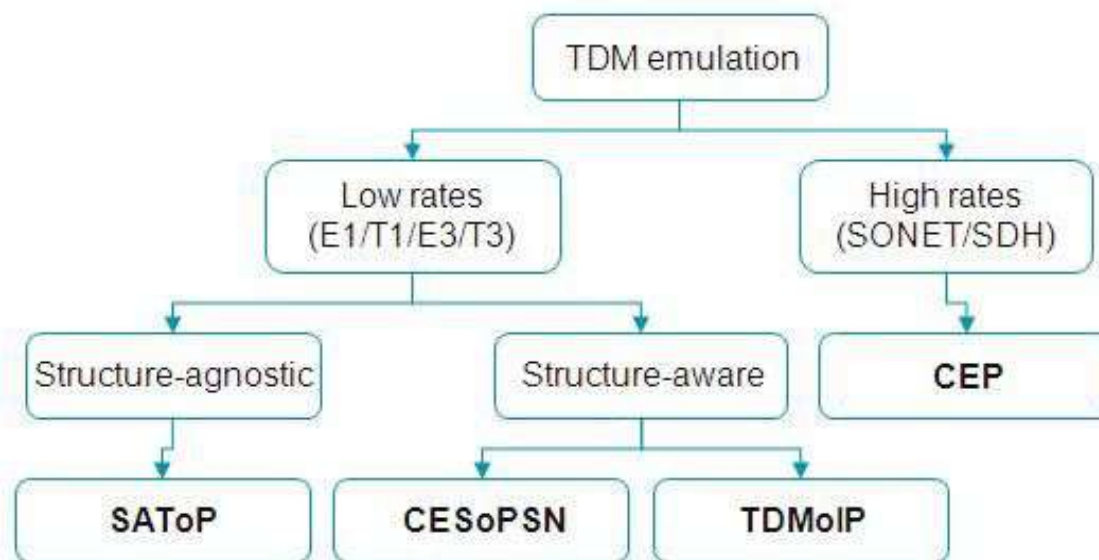 TDM emulation
Low rates
(E1/T1/E3/T3)
High rates
(SONET/SDH)
Structure-agnostic
Structure-aware
CEP
SAToP
CESoPSN
TDMoIP